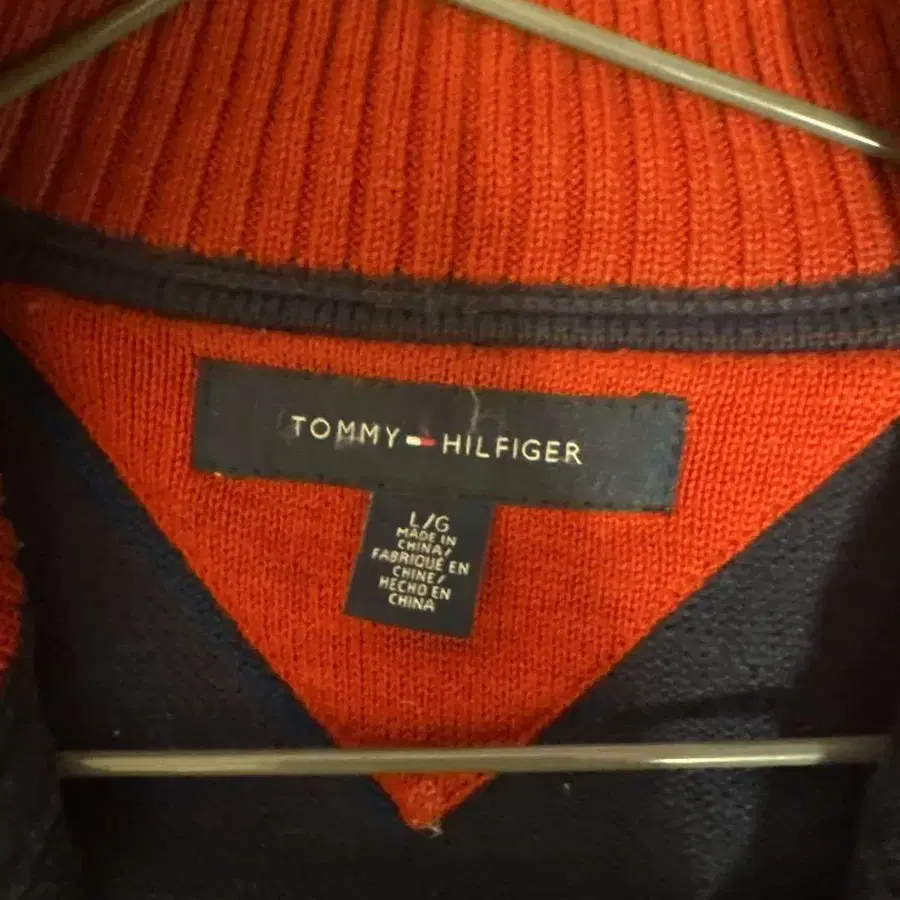 TOMMY HILFIGER
L/G
MADE IN
CHINA/
FABRIQUÉ EN
CHINE/
HECHO EN
CHINA